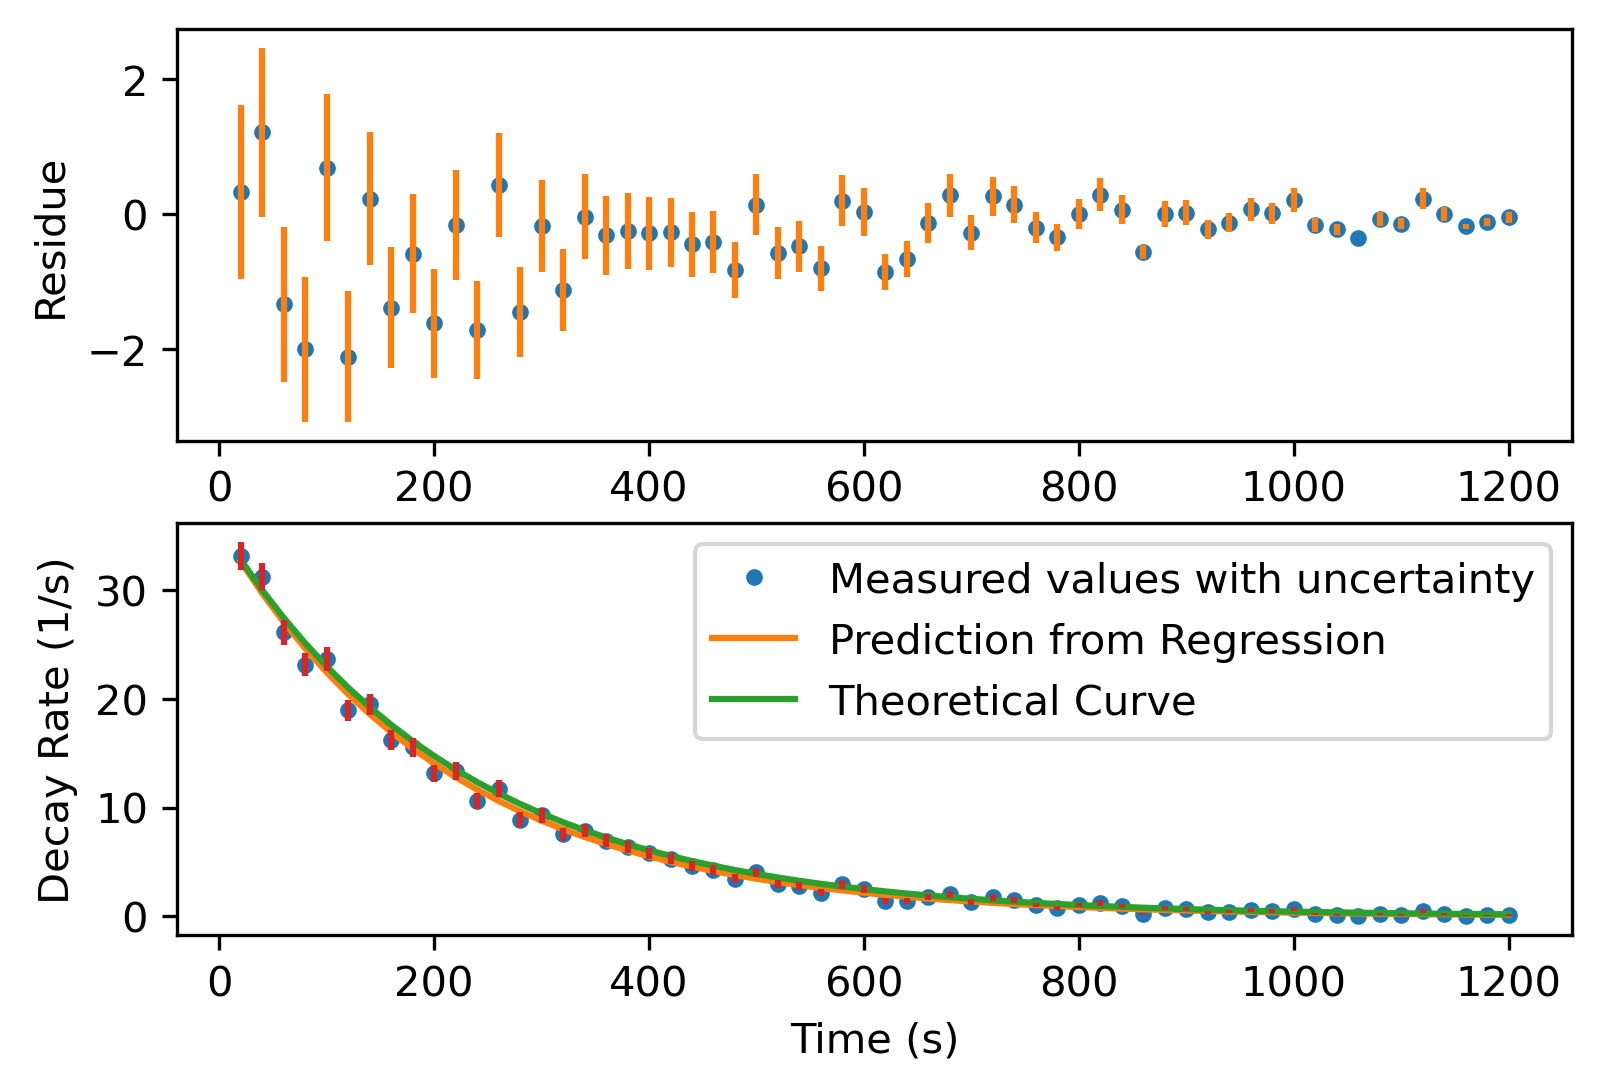 Residue
2
0
−2
0 200 400 600 800 1000 1200
Decay Rate (1/s)
30
20
10
0
Measured values with uncertainty
Prediction from Regression
Theoretical Curve
0 200 400 600 800 1000 1200
Time (s)